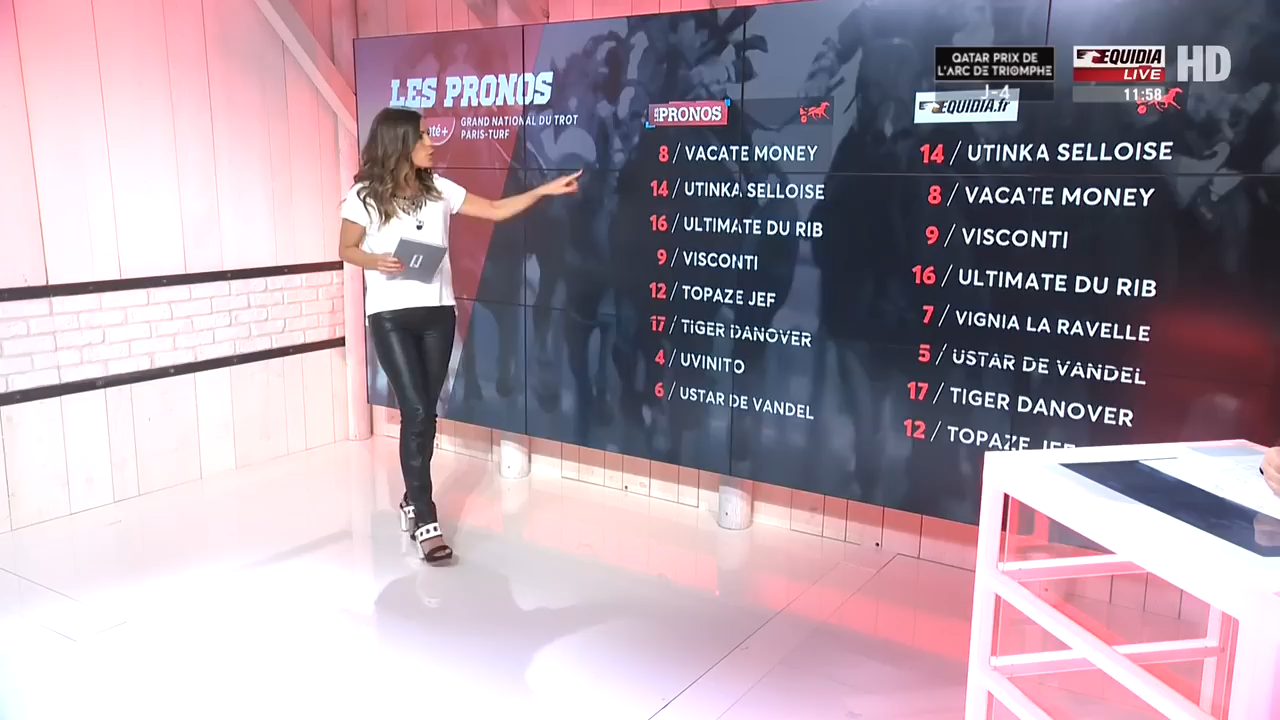 LES PRONOS
GRAND NATIONAL DU TROT
PARIS-TURF
PRONOS
8 / VACATE MONEY
14 / UTINKA SELLOISE
16 / ULTIMATE DU RIB
9 / VISCONTI
12 / TOPAZE JEF
17 / TIGER DANOVER
4 / UVINITO
6 / USTAR DE VANDEL
EQUIDIA.fr
14 / UTINKA SELLOISE
8 / VACATE MONEY
9 / VISCONTI
16 / ULTIMATE DU RIB
7 / VIGNIA LA RAVELLE
5 / USTAR DE VANDEL
17 / TIGER DANOVER
12 / TOPAZE JEF
QATAR PRIX DE
L'ARC DE TRIOMPHE
J-4
EQUIDIA
LIVE
HD
11:58